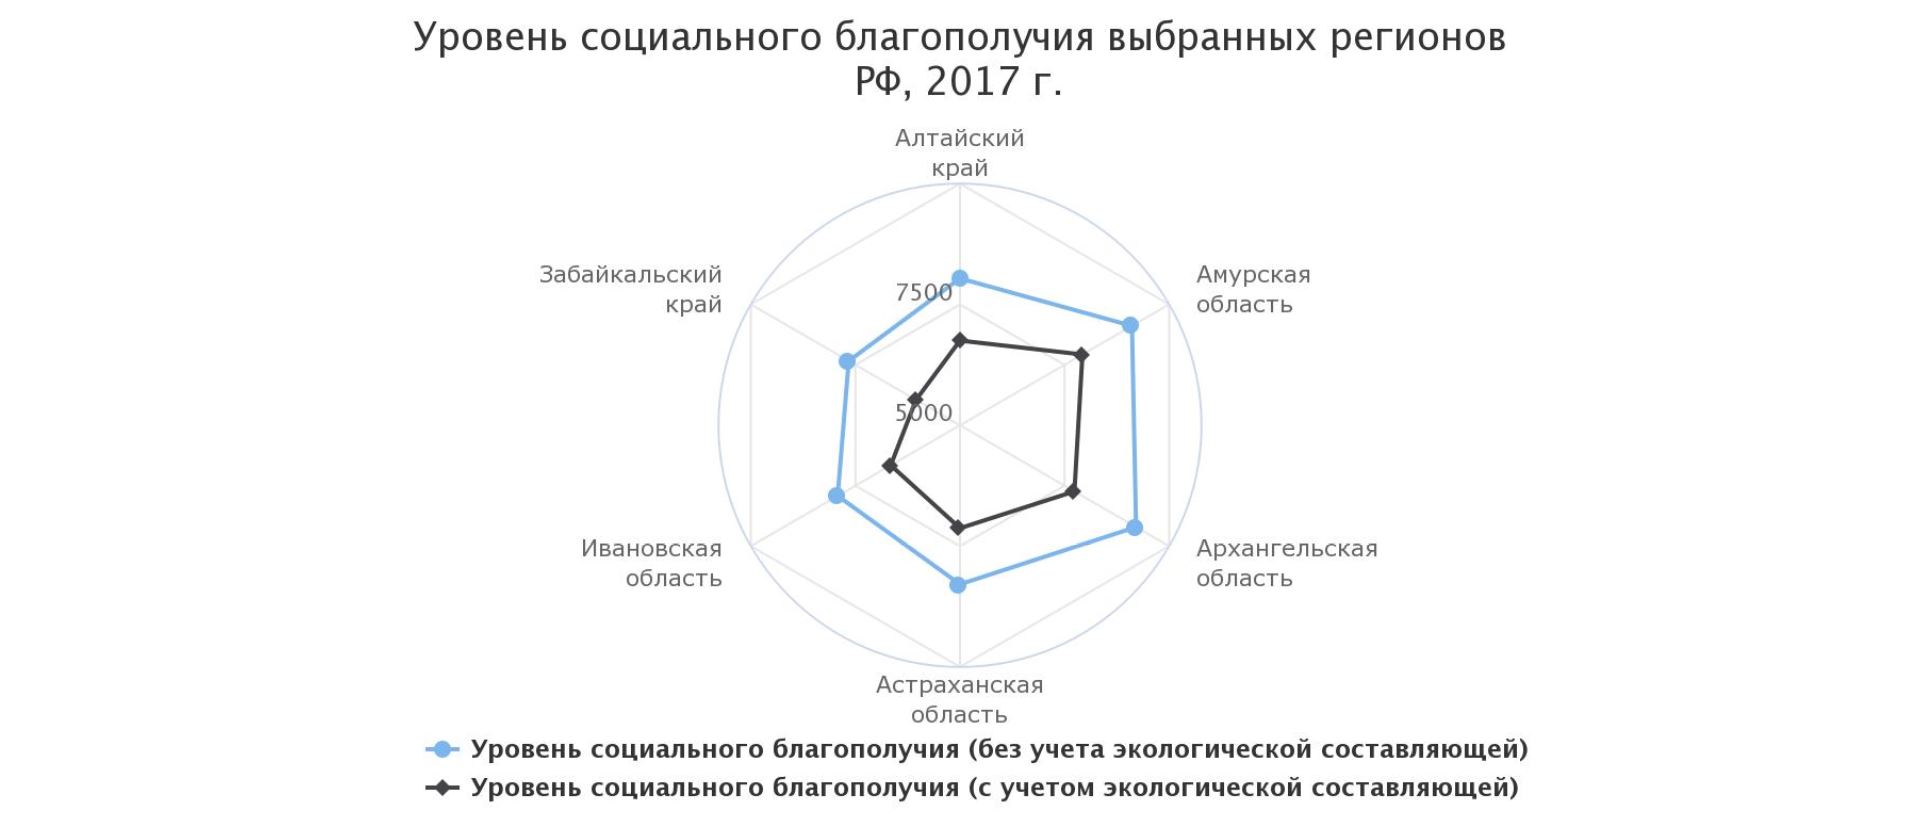 Уровень социального благополучия выбранных регионов
РФ, 2017 г.
Алтайский
край
Амурская
область
Архангельская
область
Астраханская
область
Ивановская
область
Забайкальский
край
7500
5000
Уровень социального благополучия (без учета экологической составляющей)
Уровень социального благополучия (с учетом экологической составляющей)